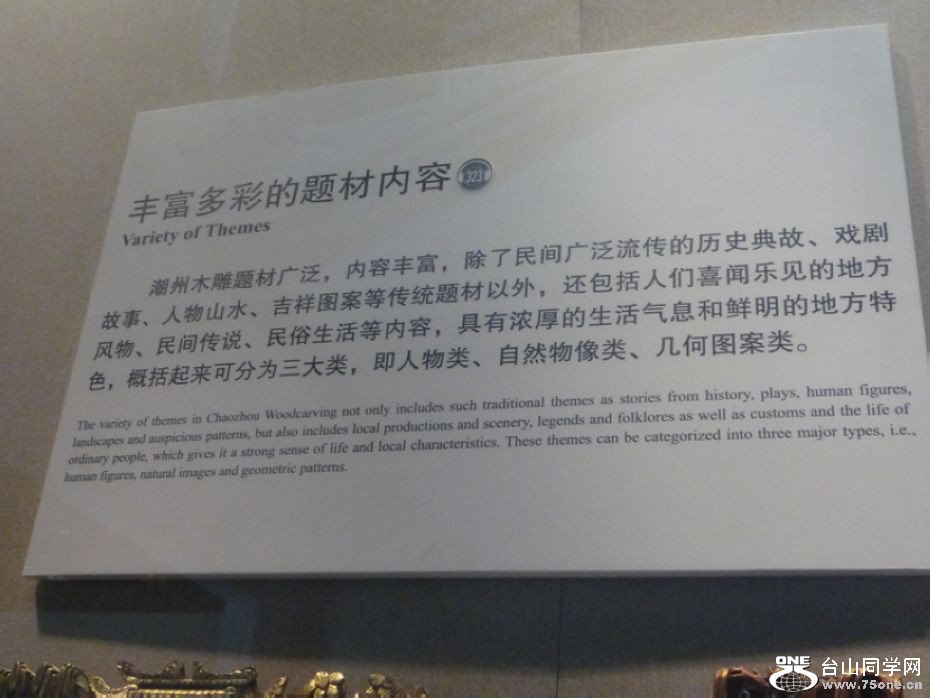 丰富多彩的题材内容 323
Variety of Themes
潮州木雕题材广泛，内容丰富，除了民间广泛流传的历史典故、戏剧
故事、人物山水、吉祥图案等传统题材以外，还包括人们喜闻乐见的地方
风物、民间传说、民俗生活等内容，具有浓厚的生活气息和鲜明的地方特
色，概括起来可分为三大类，即人物类、自然物像类、几何图案类。
The variety of themes in Chaozhou Woodcarving not only includes such traditional themes as stories from history, plays, human figures,
landscapes and auspicious patterns, but also includes local productions and scenery, legends and folklores as well as customs and the life of
ordinary people, which gives it a strong sense of life and local characteristics. These themes can be categorized into three major types, i.e.,
human figures, natural images and geometric patterns.
ONE 台山同学网
www.75one.cn